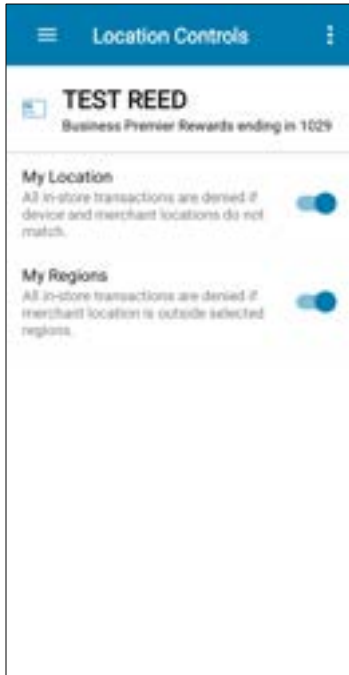 Location Controls
TEST REED
Business Premier Rewards ending in 1029
My Location
All in-store transactions are denied if
device and merchant locations do not
match.
My Regions
All in-store transactions are denied if
merchant location is outside selected
regions.